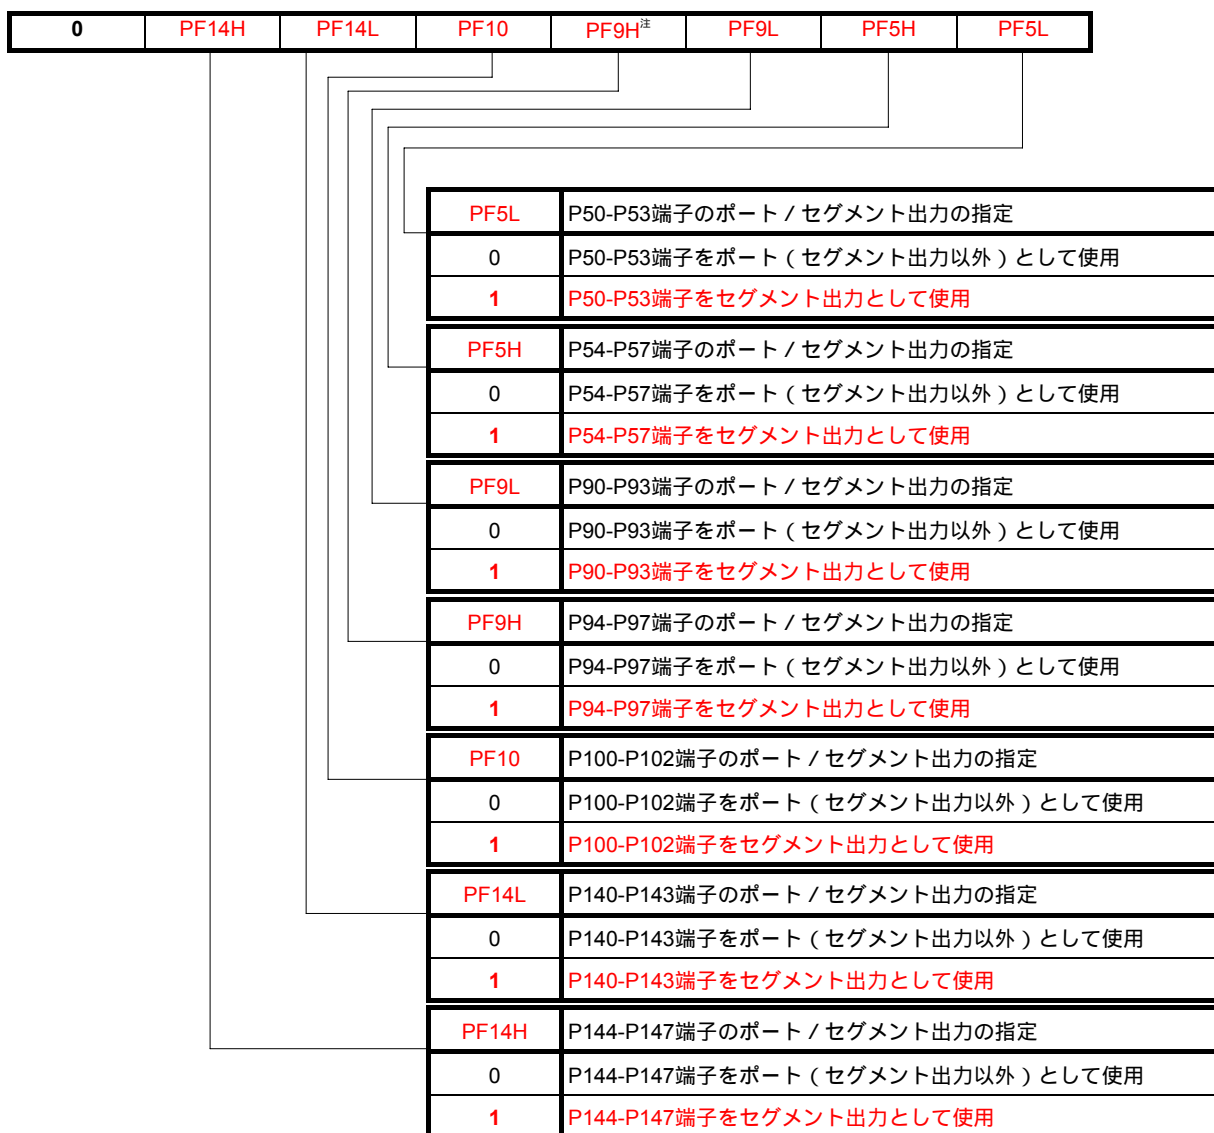 0 PF14H PF14L PF10 PF9H注 PF9L PF5H PF5L
PF5L P50-P53端子のポート／セグメント出力の指定
0 P50-P53端子をポート（セグメント出力以外）として使用
1 P50-P53端子をセグメント出力として使用
PF5H P54-P57端子のポート／セグメント出力の指定
0 P54-P57端子をポート（セグメント出力以外）として使用
1 P54-P57端子をセグメント出力として使用
PF9L P90-P93端子のポート／セグメント出力の指定
0 P90-P93端子をポート（セグメント出力以外）として使用
1 P90-P93端子をセグメント出力として使用
PF9H P94-P97端子のポート／セグメント出力の指定
0 P94-P97端子をポート（セグメント出力以外）として使用
1 P94-P97端子をセグメント出力として使用
PF10 P100-P102端子のポート／セグメント出力の指定
0 P100-P102端子をポート（セグメント出力以外）として使用
1 P100-P102端子をセグメント出力として使用
PF14L P140-P143端子のポート／セグメント出力の指定
0 P140-P143端子をポート（セグメント出力以外）として使用
1 P140-P143端子をセグメント出力として使用
PF14H P144-P147端子のポート／セグメント出力の指定
0 P144-P147端子をポート（セグメント出力以外）として使用
1 P144-P147端子をセグメント出力として使用